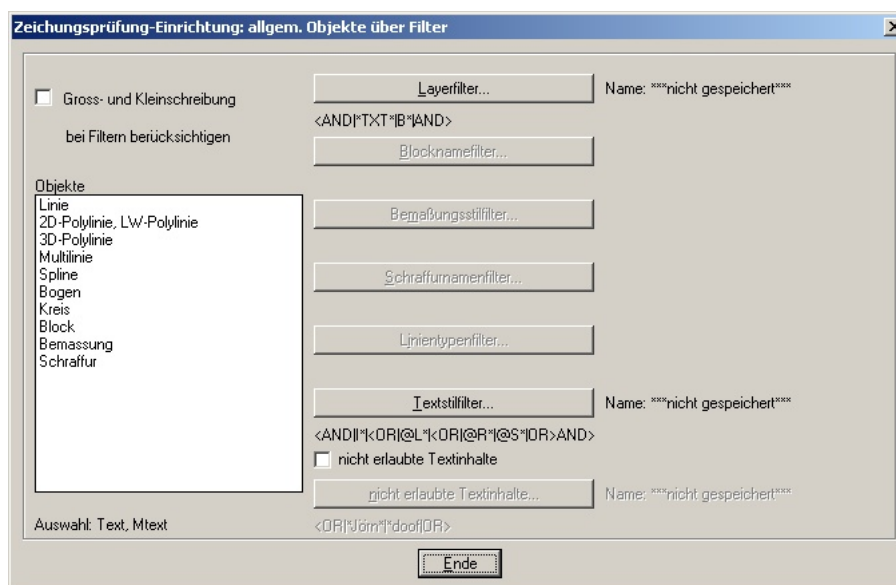 Zeichungsprüfung-Einrichtung: allgem. Objekte über Filter
Gross- und Kleinschreibung
bei Filtern berücksichtigen
Layerfilter...
Name: ***nicht gespeichert***
<AND|*TXT*|B*|AND>
Blocknamefilter...
Objekte
Linie
2D-Polylinie, LW-Polylinie
3D-Polylinie
Multilinie
Spline
Bogen
Kreis
Block
Bemassung
Schraffur
Bemaßungsstilfilter...
Schraffurnamenfilter...
Linientypenfilter...
Textstilfilter...
Name: ***nicht gespeichert***
<AND|I*|<OR|@L*|<OR|@R*|@S*|OR>AND>
nicht erlaubte Textinhalte
nicht erlaubte Textinhalte...
Name: ***nicht gespeichert***
Auswahl: Text, Mtext
<OR|*Jörn*|*doof|OR>
Ende